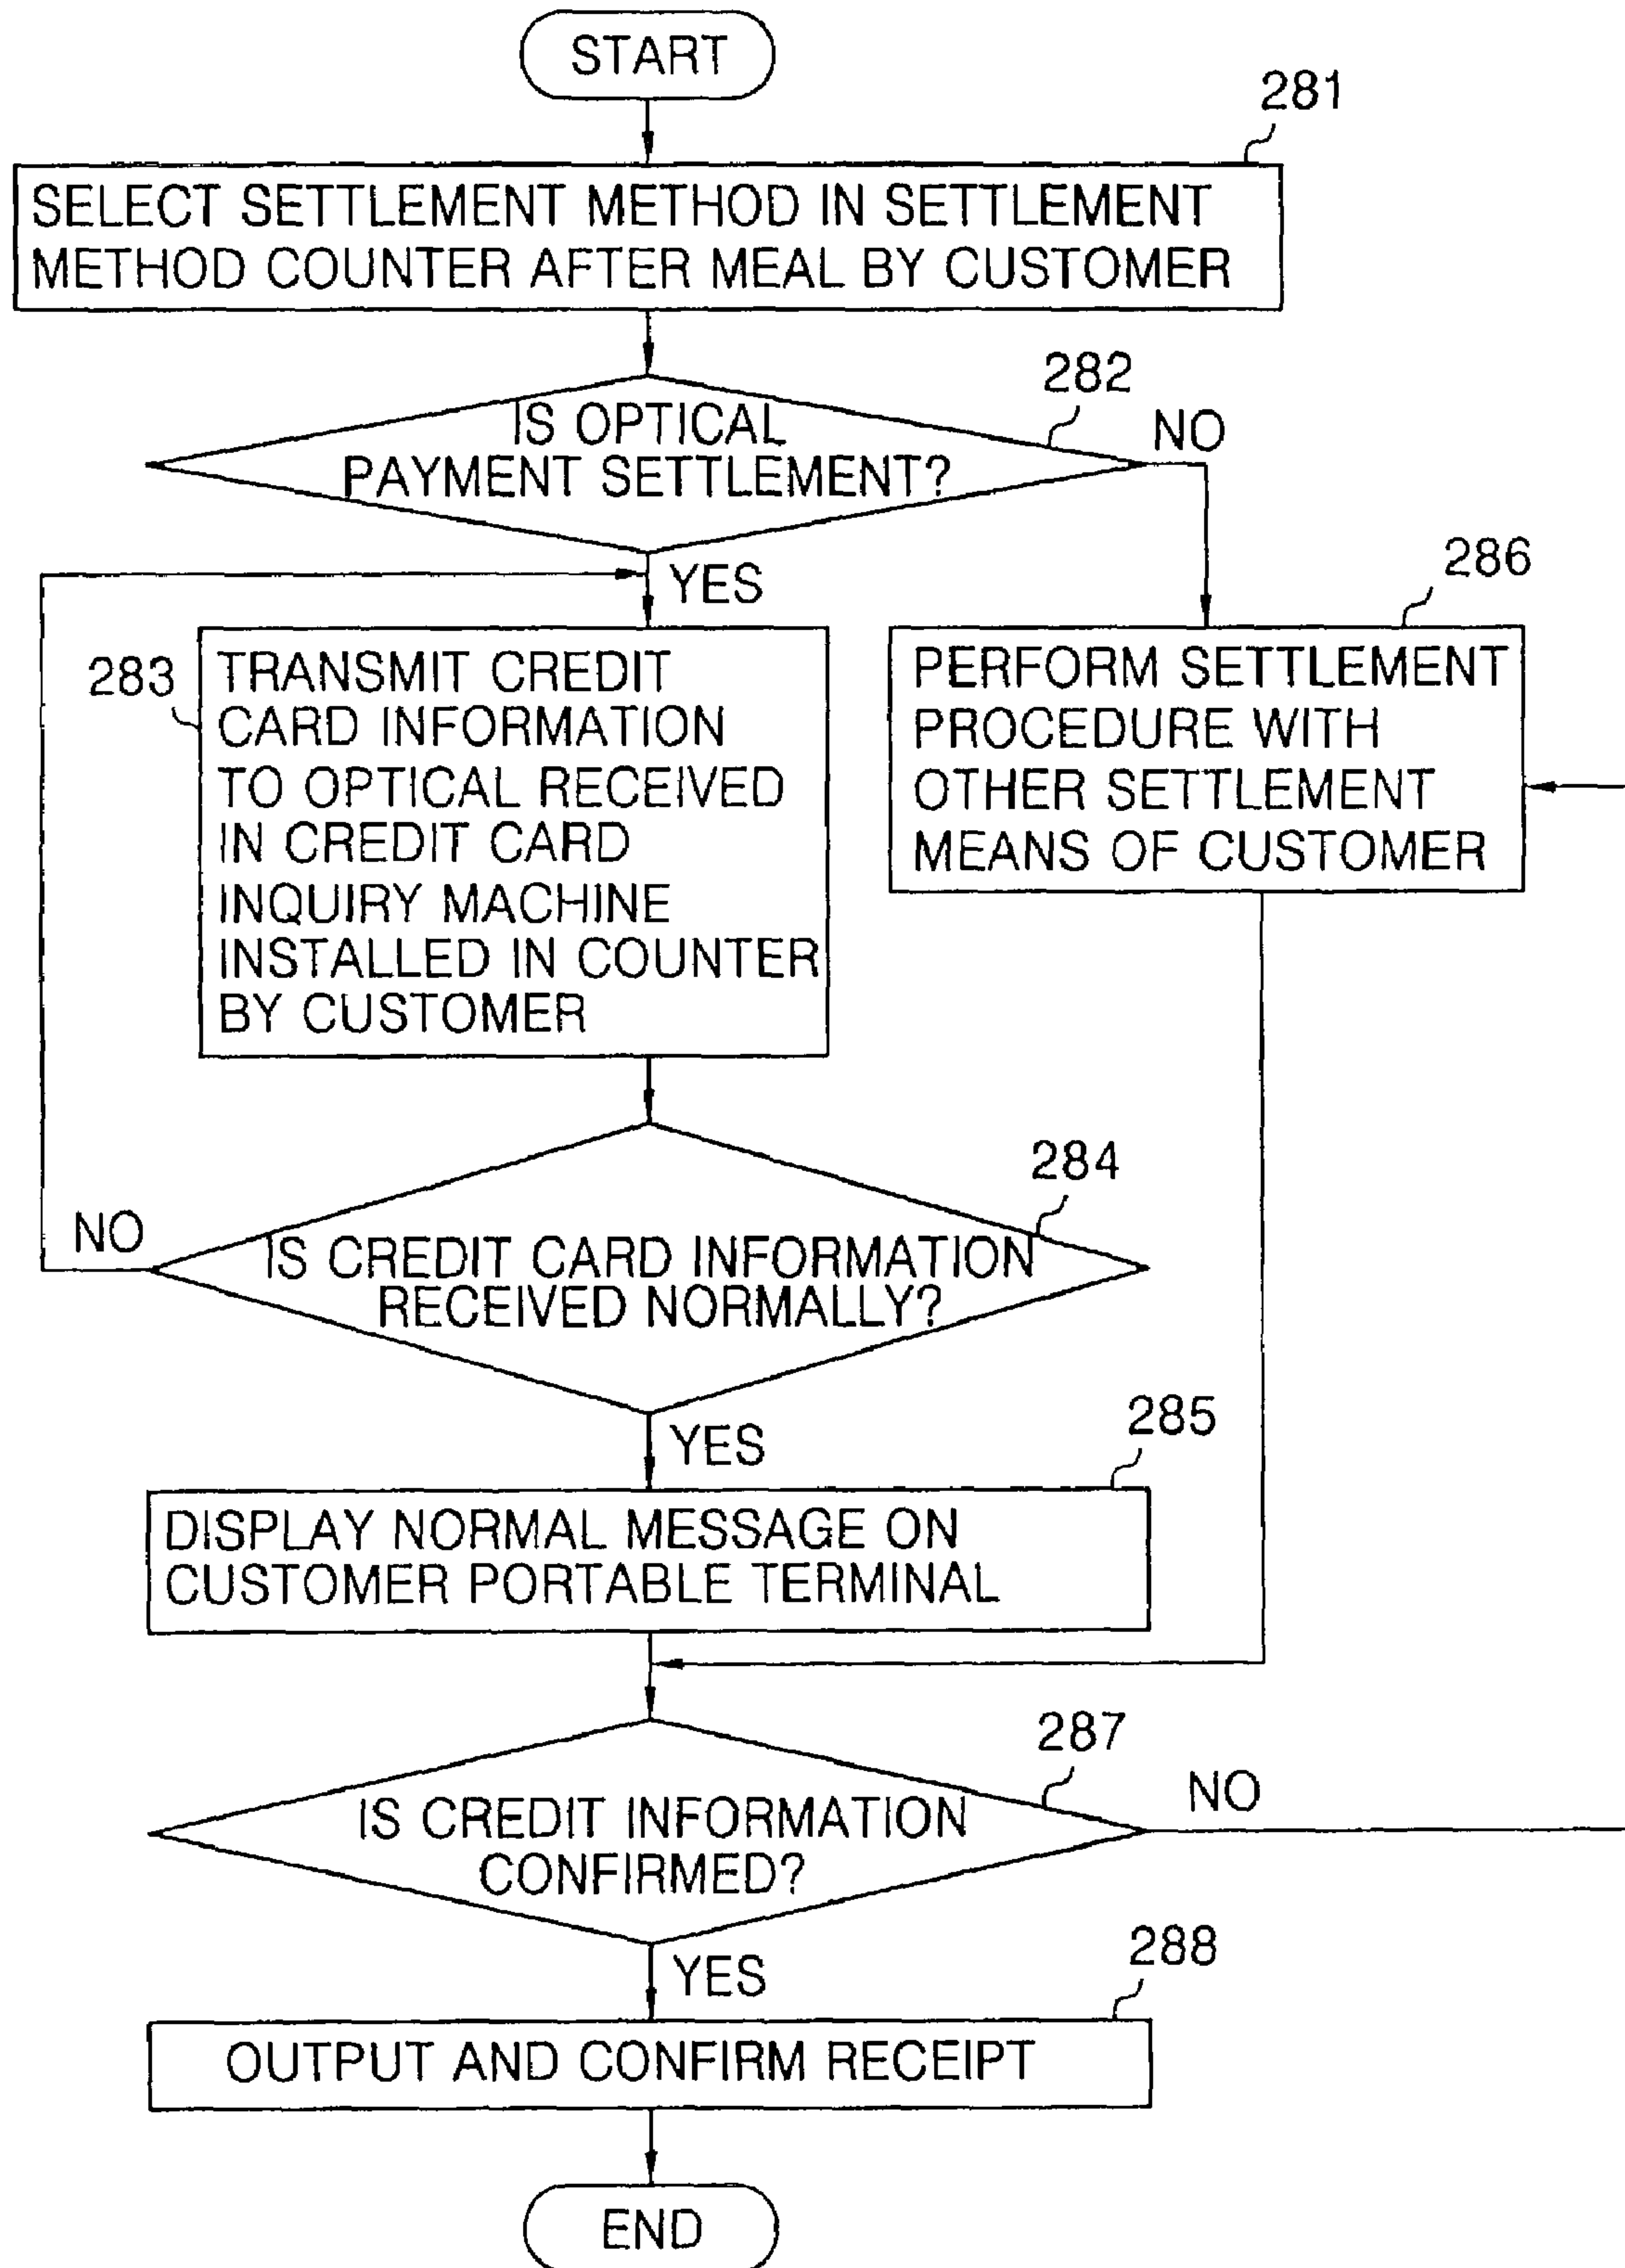 START
281
SELECT SETTLEMENT METHOD IN SETTLEMENT
METHOD COUNTER AFTER MEAL BY CUSTOMER
282
IS OPTICAL
PAYMENT SETTLEMENT?
NO
YES
286
283
TRANSMIT CREDIT
CARD INFORMATION
TO OPTICAL RECEIVED
IN CREDIT CARD
INQUIRY MACHINE
INSTALLED IN COUNTER
BY CUSTOMER
PERFORM SETTLEMENT
PROCEDURE WITH
OTHER SETTLEMENT
MEANS OF CUSTOMER
284
NO
IS CREDIT CARD INFORMATION
RECEIVED NORMALLY?
YES
285
DISPLAY NORMAL MESSAGE ON
CUSTOMER PORTABLE TERMINAL
287
NO
IS CREDIT INFORMATION
CONFIRMED?
YES
288
OUTPUT AND CONFIRM RECEIPT
END